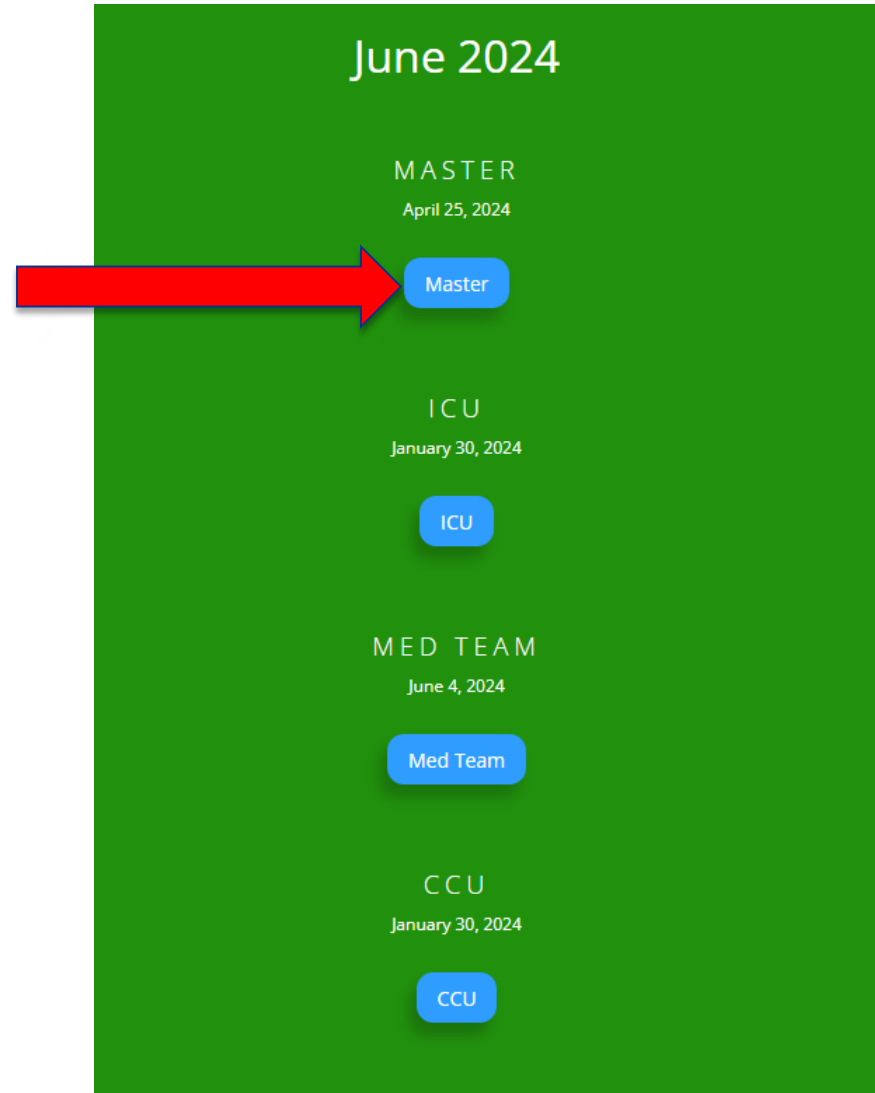 June 2024
MASTER
April 25, 2024
Master
ICU
January 30, 2024
ICU
MED TEAM
June 4, 2024
Med Team
CCU
January 30, 2024
CCU